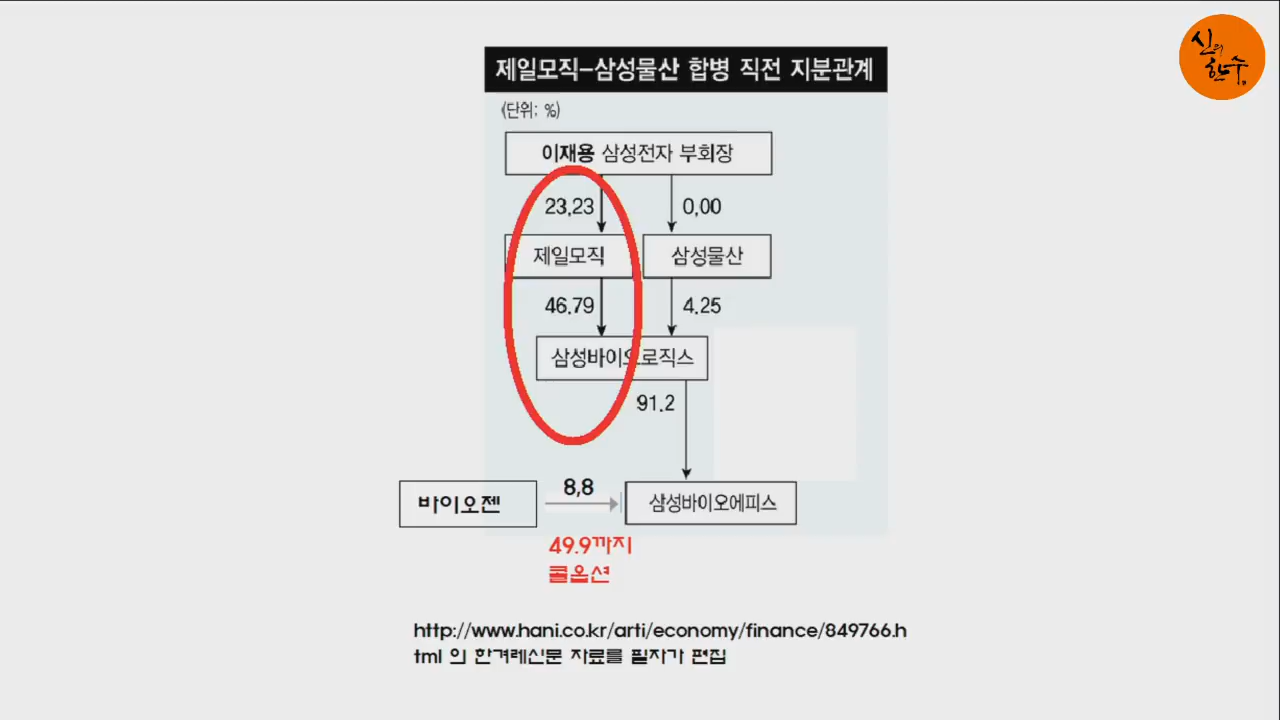 신의
한수
제일모직-삼성물산 합병 직전 지분관계
(단위; %)
이재용 삼성전자 부회장
23,23
0,00
제일모직
삼성물산
46.79
4.25
삼성바이오로직스
91.2
바이오젠
8,8
삼성바이오에피스
49.9까지
콜옵션
http://www.hani.co.kr/arti/economy/finance/849766.h
tml 의 한겨레신문 자료를 필자가 편집